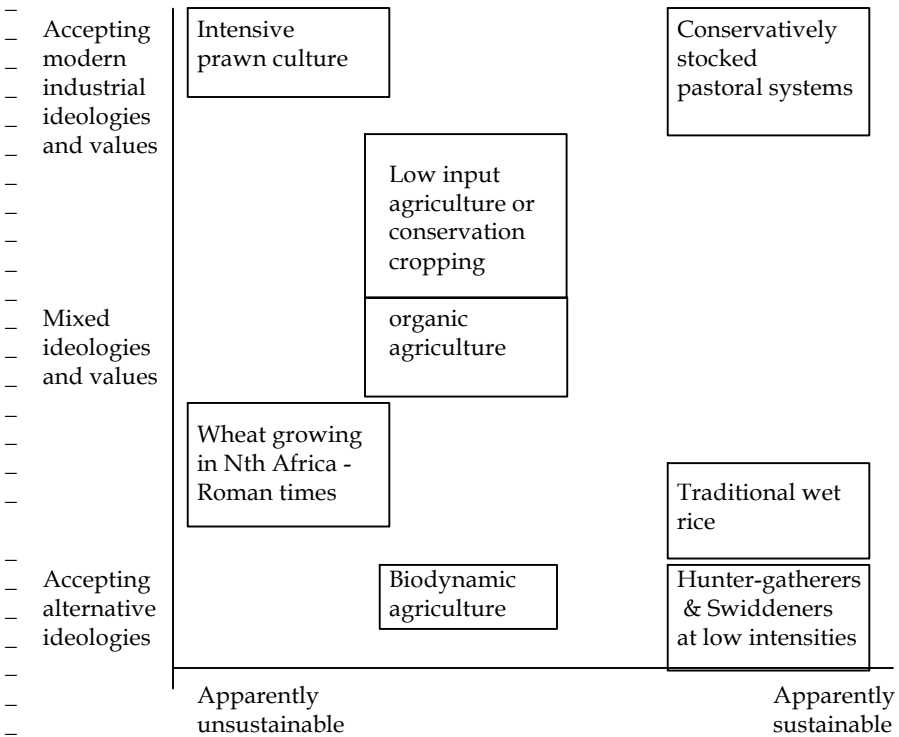 Accepting
modern
industrial
ideologies
and values
Intensive
prawn culture
Conservatively
stocked
pastoral systems
Low input
agriculture or
conservation
cropping
Mixed
ideologies
and values
organic
agriculture
Wheat growing
in Nth Africa -
Roman times
Traditional wet
rice
Accepting
alternative
ideologies
Biodynamic
agriculture
Hunter-gatherers
& Swiddeners
at low intensities
Apparently
unsustainable
Apparently
sustainable